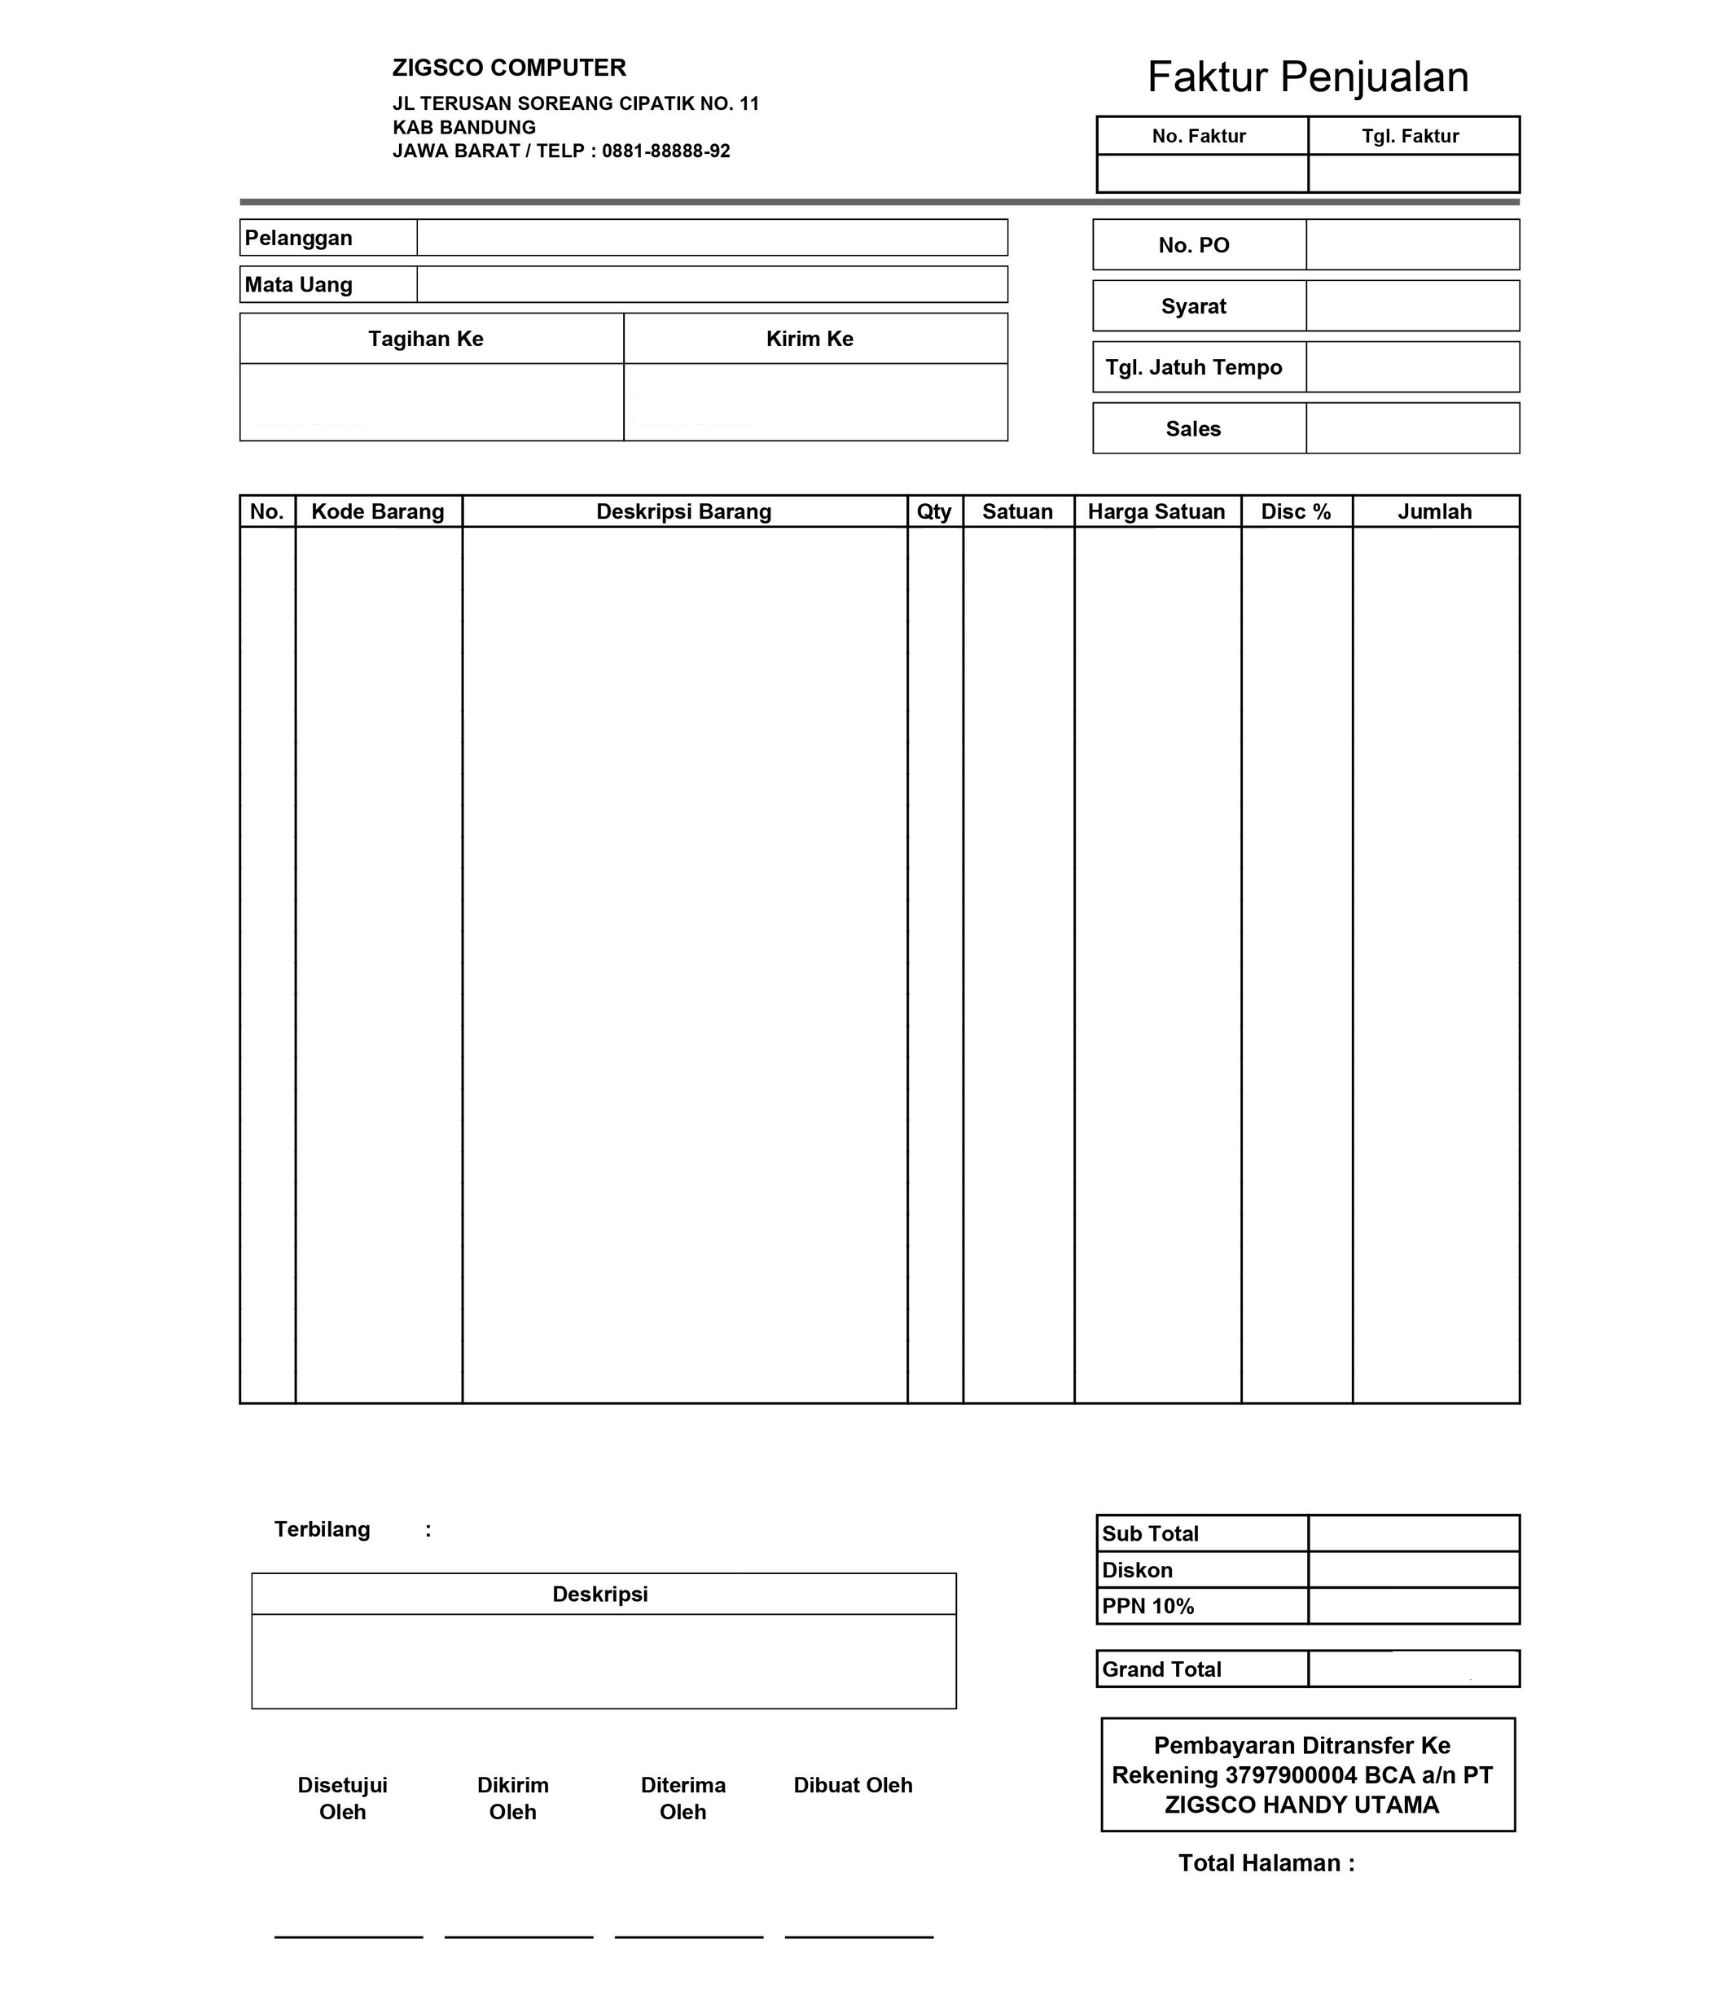 ZIGSCO COMPUTER
JL TERUSAN SOREANG CIPATIK NO. 11
KAB BANDUNG
JAWA BARAT / TELP : 0881-88888-92
Faktur Penjualan
No. Faktur Tgl. Faktur
Pelanggan
Mata Uang
Tagihan Ke Kirim Ke
No. PO
Syarat
Tgl. Jatuh Tempo
Sales
No. Kode Barang Deskripsi Barang Qty Satuan Harga Satuan Disc % Jumlah
Terbilang :
Deskripsi
Sub Total
Diskon
PPN 10%
Grand Total
Pembayaran Ditransfer Ke
Rekening 3797900004 BCA a/n PT
ZIGSCO HANDY UTAMA
Disetujui Dikirim Diterima Dibuat Oleh
Oleh Oleh Oleh
Total Halaman :